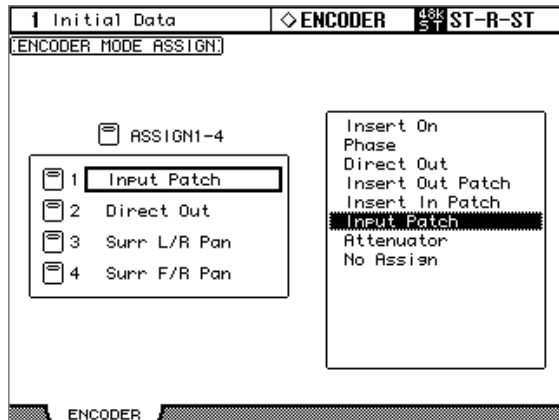 1 Initial Data ◇ENCODER 48K ST ST-R-ST
ENCODER MODE ASSIGN
ASSIGN1-4
1 Input Patch
2 Direct Out
3 Surr L/R Pan
4 Surr F/R Pan
Insert On
Phase
Direct Out
Insert Out Patch
Insert In Patch
Input Patch
Attenuator
No Assign
ENCODER